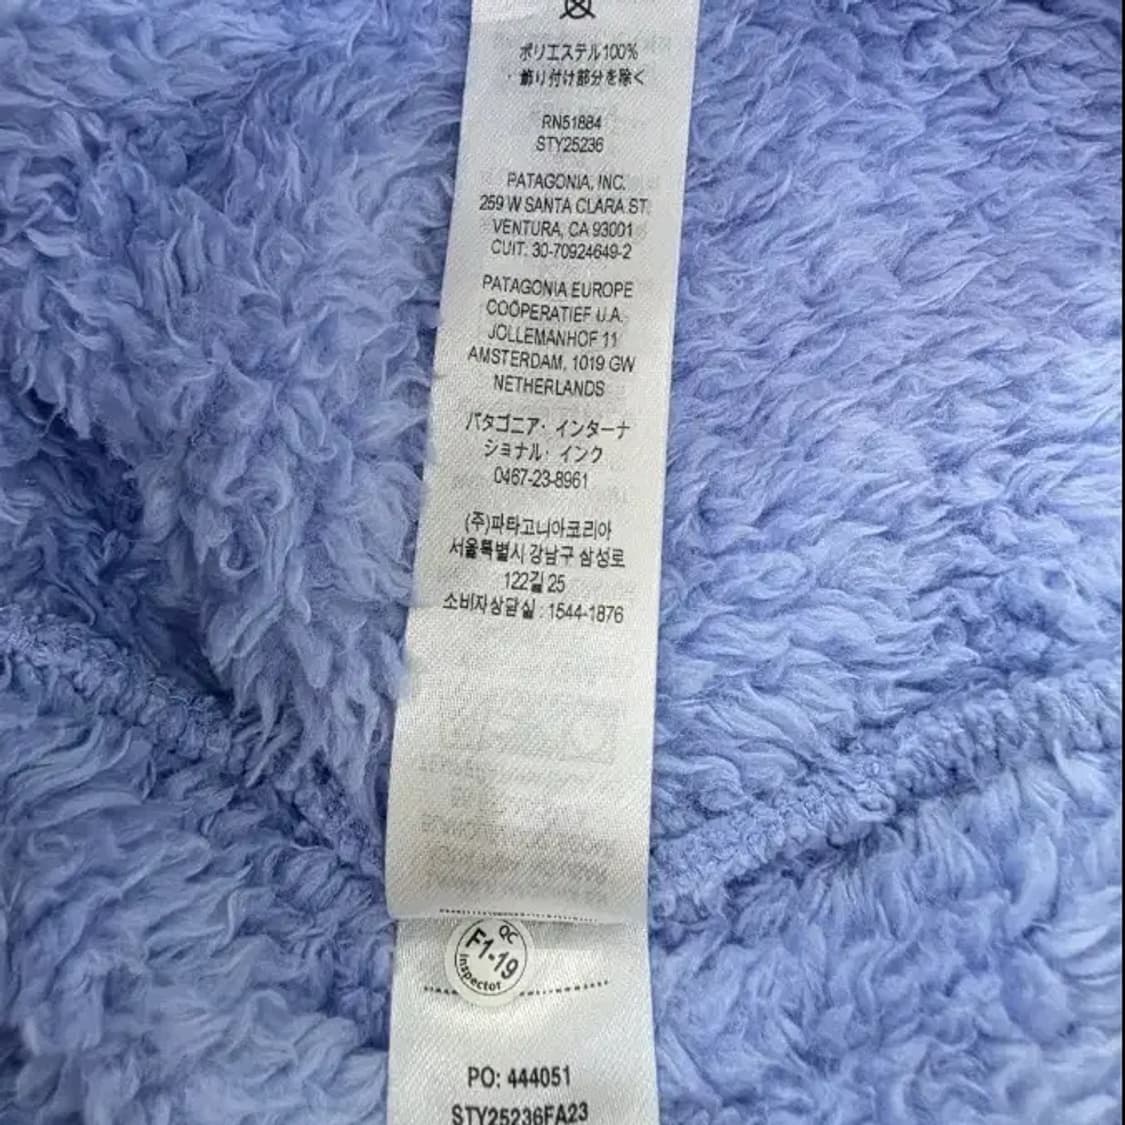 ポリエステル100%
・飾り付け部分を除く
RN51884
STY25236
PATAGONIA, INC.
259 W SANTA CLARA ST.
VENTURA, CA 93001
CUIT: 30-70924649-2
PATAGONIA EUROPE
COÖPERATIEF U.A.
JOLLEMANHOF 11
AMSTERDAM, 1019 GW
NETHERLANDS
パタゴニア・インターナ
ショナル・インク
0467-23-8961
(주)파타고니아코리아
서울특별시 강남구 삼성로
122길 25
소비자상담실 : 1544-1876
QC
F1-19
Inspector
PO: 444051
STY25236FA23